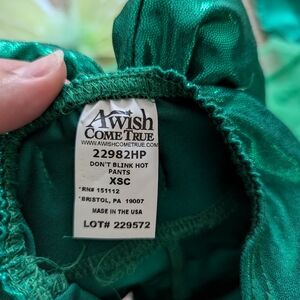 A wish
COME TRUE
WWW.AWISHCOMETRUE.COM
22982HP
DON'T BLINK HOT
PANTS
XSC
*RN# 151112
*BRISTOL, PA 19007
MADE IN THE USA
LOT# 229572